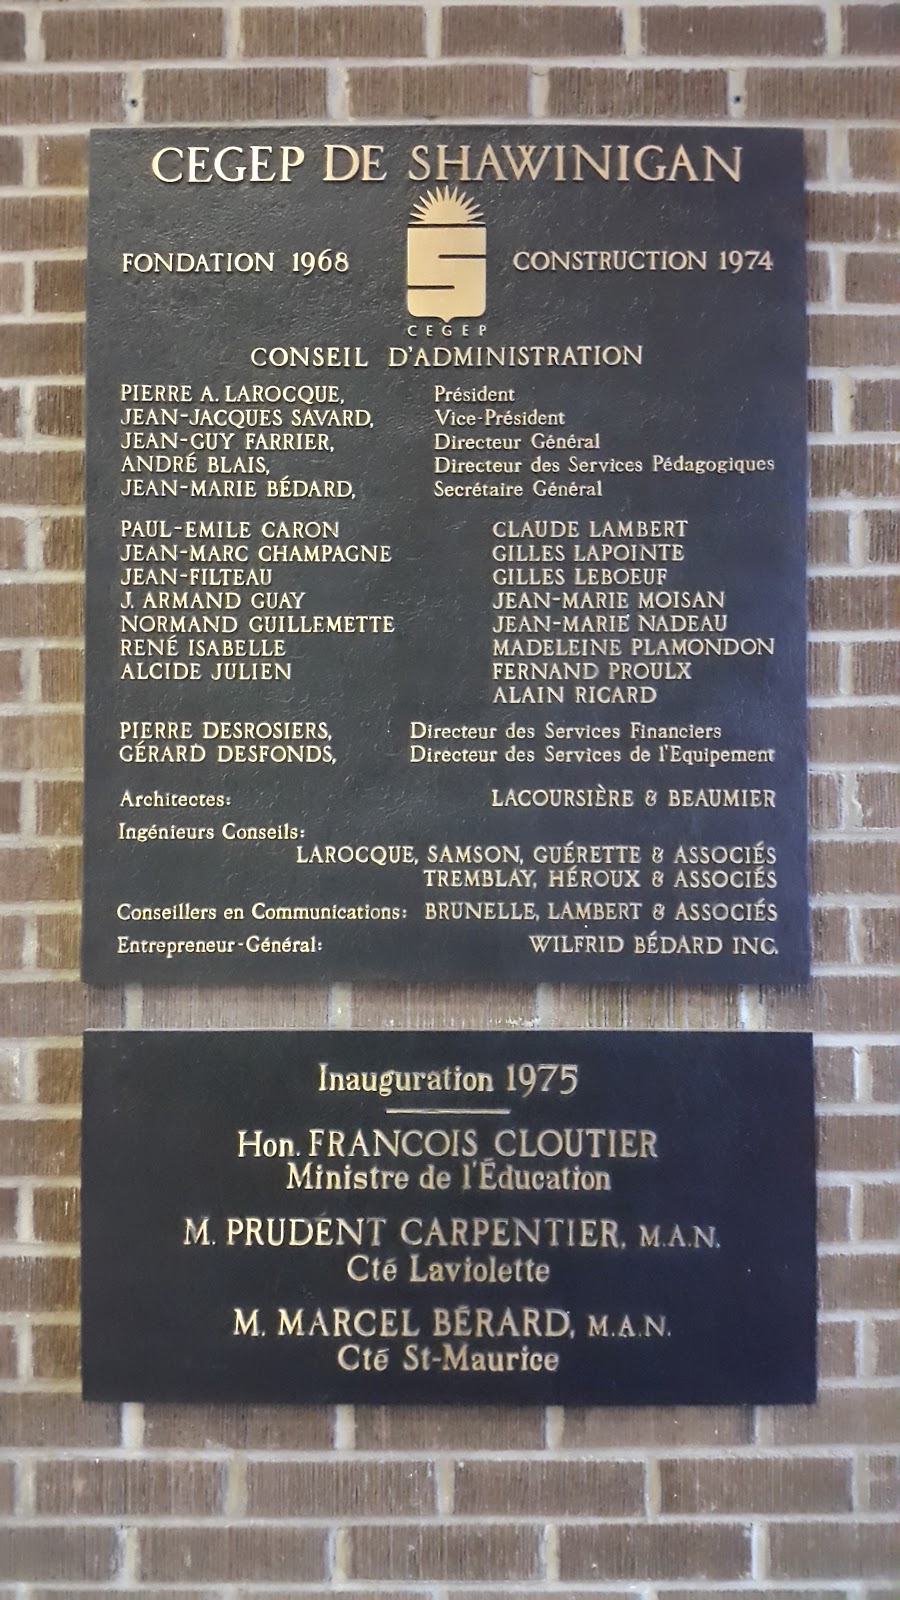 CEGEP DE SHAWINIGAN
FONDATION 1968
CONSTRUCTION 1974
S
CEGEP
CONSEIL D'ADMINISTRATION
PIERRE A. LAROCQUE, Président
JEAN-JACQUES SAVARD, Vice-Président
JEAN-GUY FARRIER, Directeur Général
ANDRÉ BLAIS, Directeur des Services Pédagogiques
JEAN-MARIE BÉDARD, Secrétaire Général
PAUL-EMILE CARON
JEAN-MARC CHAMPAGNE
JEAN-FILTEAU
J. ARMAND GUAY
NORMAND GUILLEMETTE
RENÉ ISABELLE
ALCIDE JULIEN
CLAUDE LAMBERT
GILLES LAPOINTE
GILLES LEBOEUF
JEAN-MARIE MOISAN
JEAN-MARIE NADEAU
MADELEINE PLAMONDON
FERNAND PROULX
ALAIN RICARD
PIERRE DESROSIERS, Directeur des Services Financiers
GÉRARD DESFONDS, Directeur des Services de l'Equipement
Architectes: LACOURSIÈRE & BEAUMIER
Ingénieurs Conseils:
LAROCQUE, SAMSON, GUÉRETTE & ASSOCIÉS
TREMBLAY, HÉROUX & ASSOCIÉS
Conseillers en Communications: BRUNELLE, LAMBERT & ASSOCIÉS
Entrepreneur-Général: WILFRID BÉDARD INC.
Inauguration 1975
Hon. FRANCOIS CLOUTIER
Ministre de l'Éducation
M. PRUDENT CARPENTIER, M.A.N.
Cté Laviolette
M. MARCEL BÉRARD, M.A.N.
Cté St-Maurice